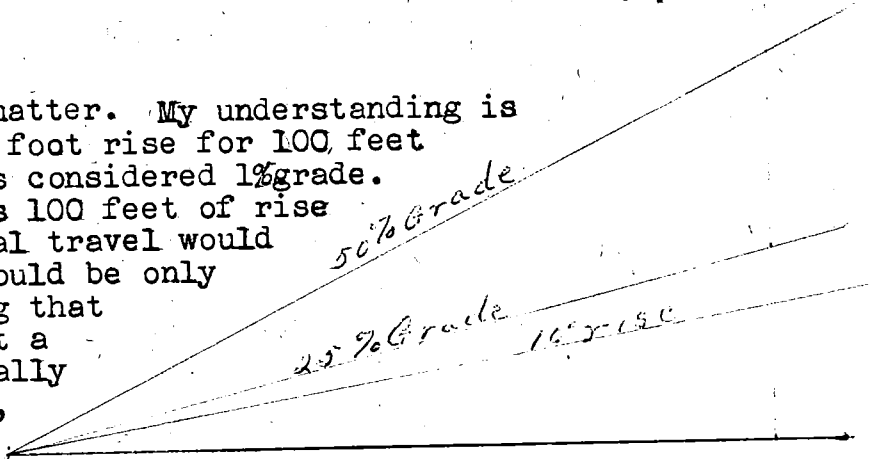 matter. My understanding is
foot rise for 100 feet
s considered 1%grade.
s 100 feet of rise
al travel would
ould be only
g that
t a
ally
50% Grade
25 % Grade
rise